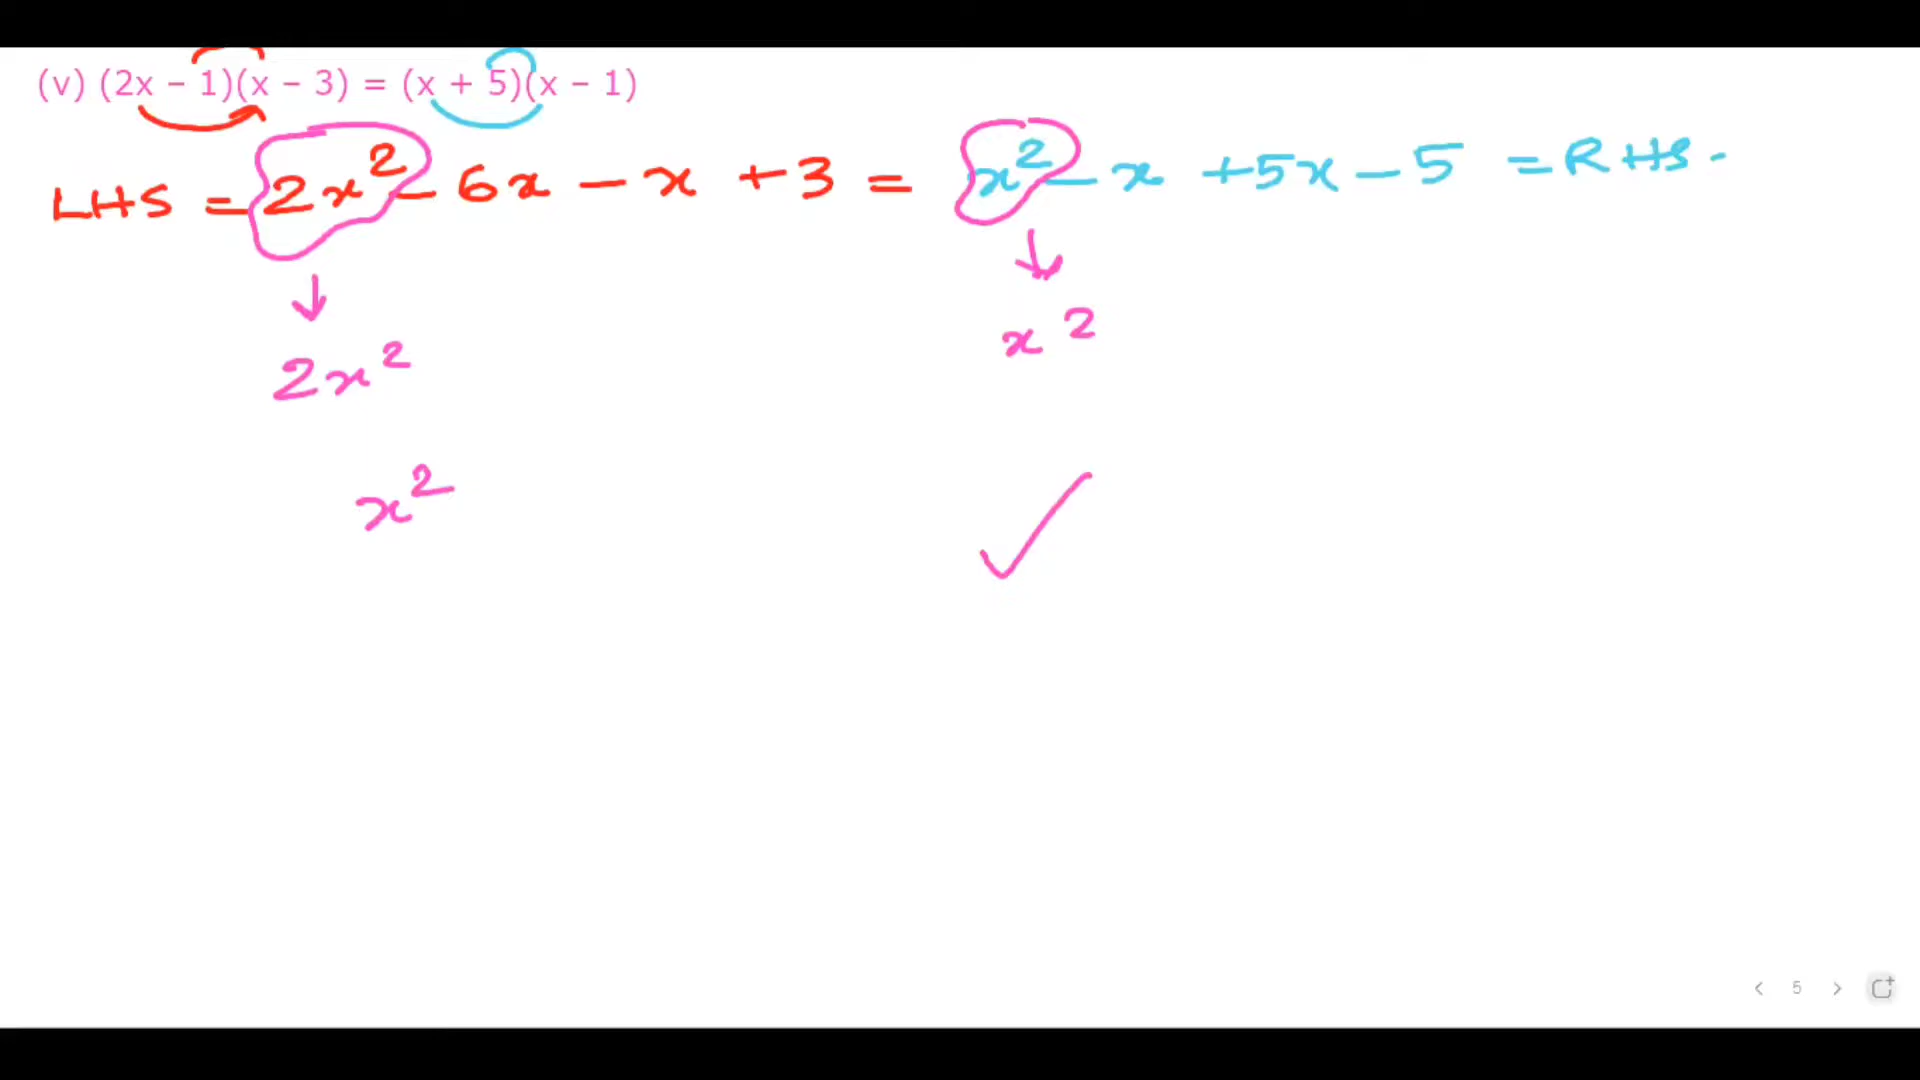 (v) (2x − 1)(x − 3) = (x + 5)(x − 1)
LHS = 2x² − 6x − x + 3 = x² − x + 5x − 5 = RHS.
2x² x²
x²
5